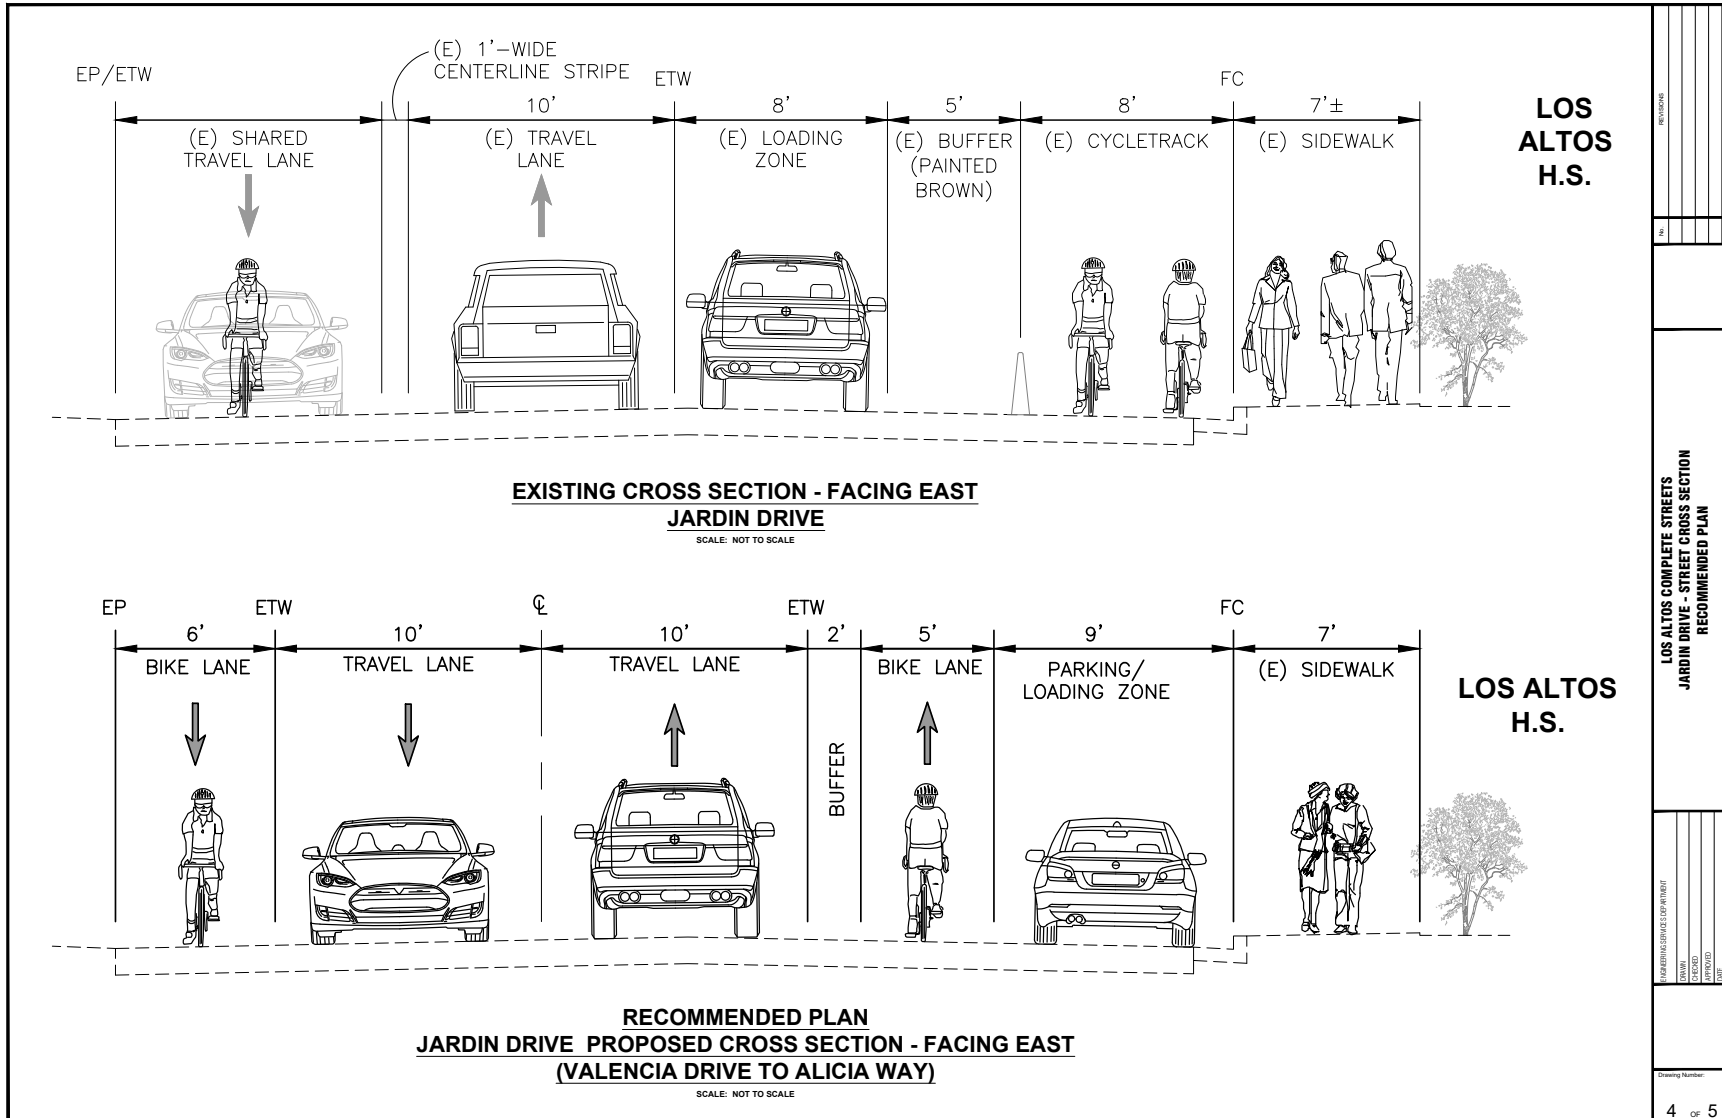 (E) 1'-WIDE
CENTERLINE STRIPE
EP/ETW
ETW
FC
10'
8'
5'
8'
7'±
(E) SHARED
TRAVEL LANE
(E) TRAVEL
LANE
(E) LOADING
ZONE
(E) BUFFER
(PAINTED
BROWN)
(E) CYCLETRACK
(E) SIDEWALK
LOS
ALTOS
H.S.
EXISTING CROSS SECTION - FACING EAST
JARDIN DRIVE
SCALE: NOT TO SCALE
EP
ETW
℄
ETW
FC
6'
10'
10'
2'
5'
9'
7'
BIKE LANE
TRAVEL LANE
TRAVEL LANE
BUFFER
BIKE LANE
PARKING/
LOADING ZONE
(E) SIDEWALK
LOS ALTOS
H.S.
RECOMMENDED PLAN
JARDIN DRIVE PROPOSED CROSS SECTION - FACING EAST
(VALENCIA DRIVE TO ALICIA WAY)
SCALE: NOT TO SCALE
REVISIONS
No.
LOS ALTOS COMPLETE STREETS
JARDIN DRIVE - STREET CROSS SECTION
RECOMMENDED PLAN
ENGINEERING SERVICES DEPARTMENT
DRAWN
CHECKED
APPROVED
DATE
Drawing Number:
4 OF 5